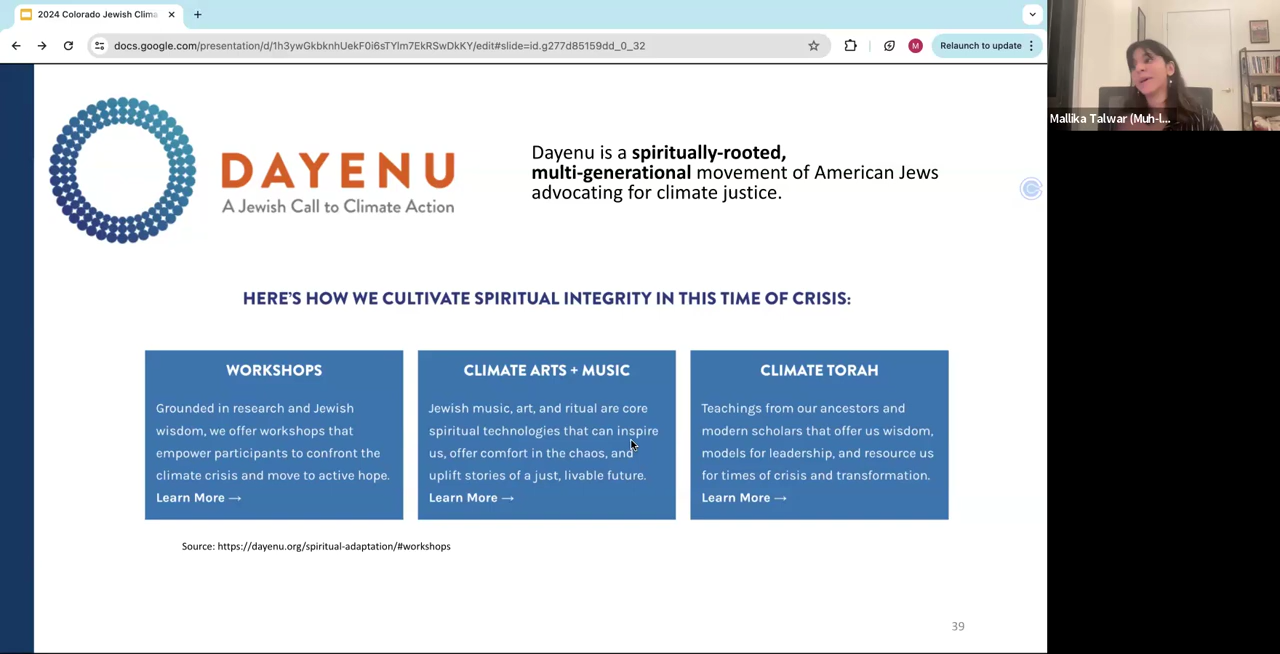 2024 Colorado Jewish Clima
docs.google.com/presentation/d/1h3ywGkbknhUekF0i6sTYlm7EkRSwDkKY/edit#slide=id.g277d85159dd_0_32
M
Relaunch to update
Mallika Talwar (Muh-l...
DAYENU
A Jewish Call to Climate Action
Dayenu is a spiritually-rooted,
multi-generational movement of American Jews
advocating for climate justice.
HERE'S HOW WE CULTIVATE SPIRITUAL INTEGRITY IN THIS TIME OF CRISIS:
WORKSHOPS
Grounded in research and Jewish
wisdom, we offer workshops that
empower participants to confront the
climate crisis and move to active hope.
Learn More →
CLIMATE ARTS + MUSIC
Jewish music, art, and ritual are core
spiritual technologies that can inspire
us, offer comfort in the chaos, and
uplift stories of a just, livable future.
Learn More →
CLIMATE TORAH
Teachings from our ancestors and
modern scholars that offer us wisdom,
models for leadership, and resource us
for times of crisis and transformation.
Learn More →
Source: https://dayenu.org/spiritual-adaptation/#workshops
39